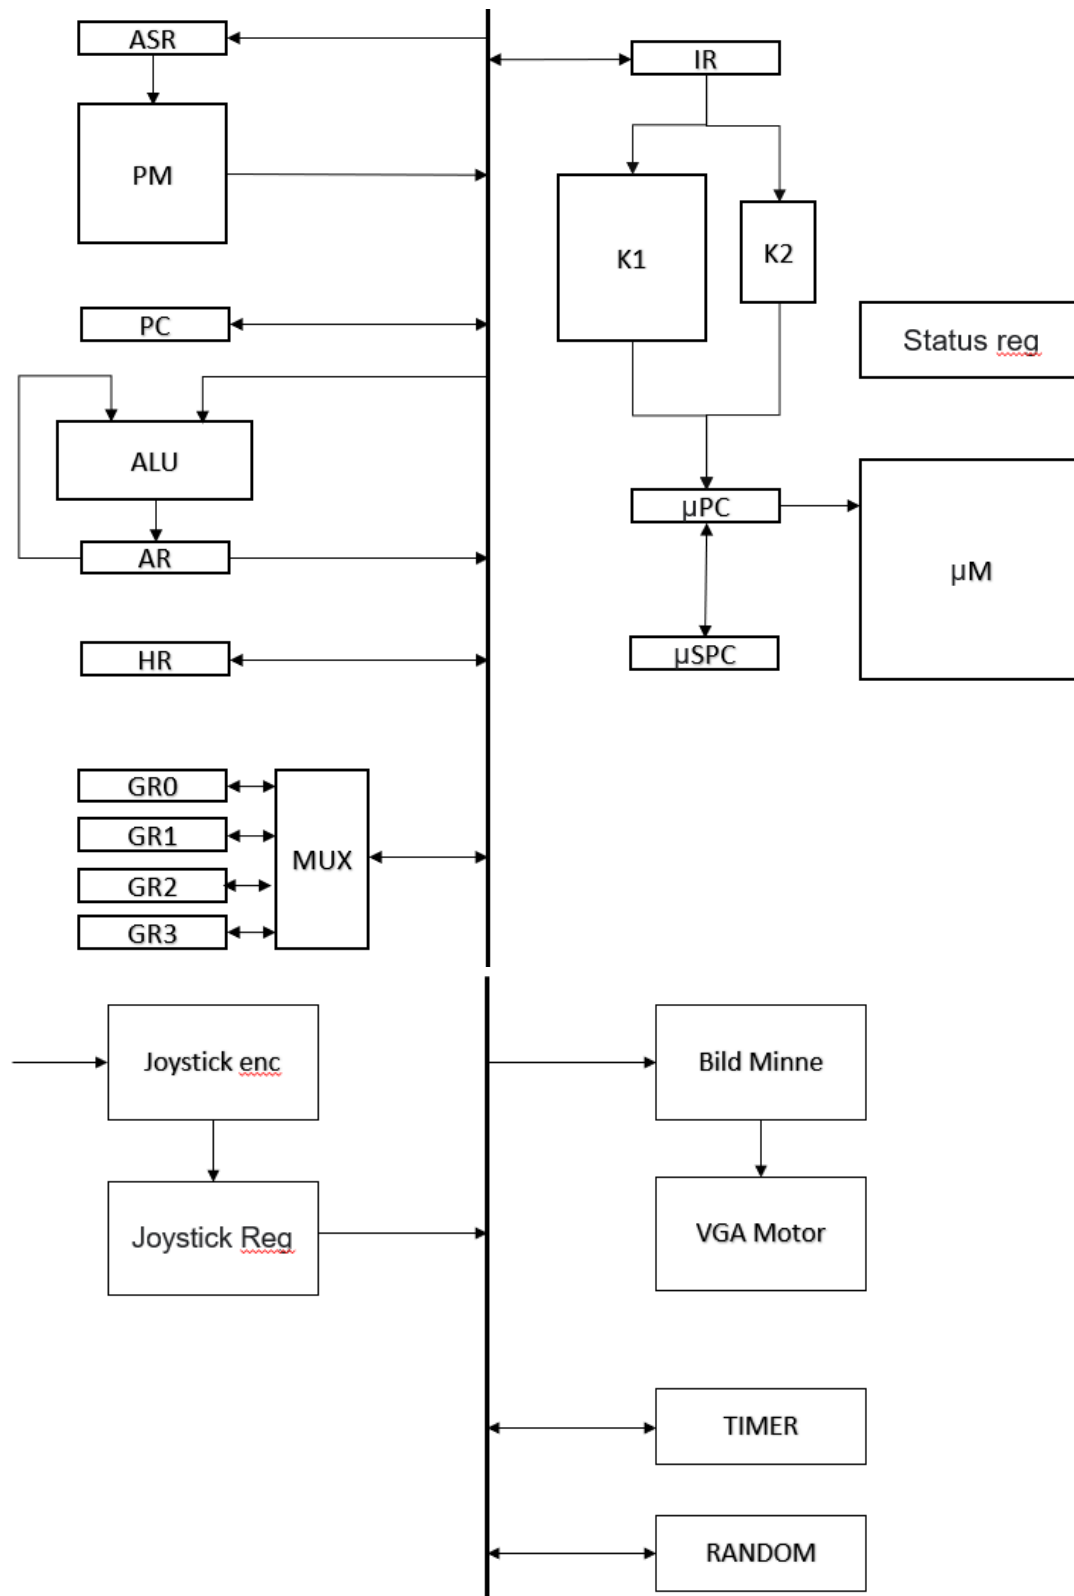 ASR
IR
PM
K1
K2
PC
Status reg
ALU
µPC
AR
µM
HR
µSPC
GR0
GR1
MUX
GR2
GR3
Joystick enc
Bild Minne
Joystick Reg
VGA Motor
TIMER
RANDOM